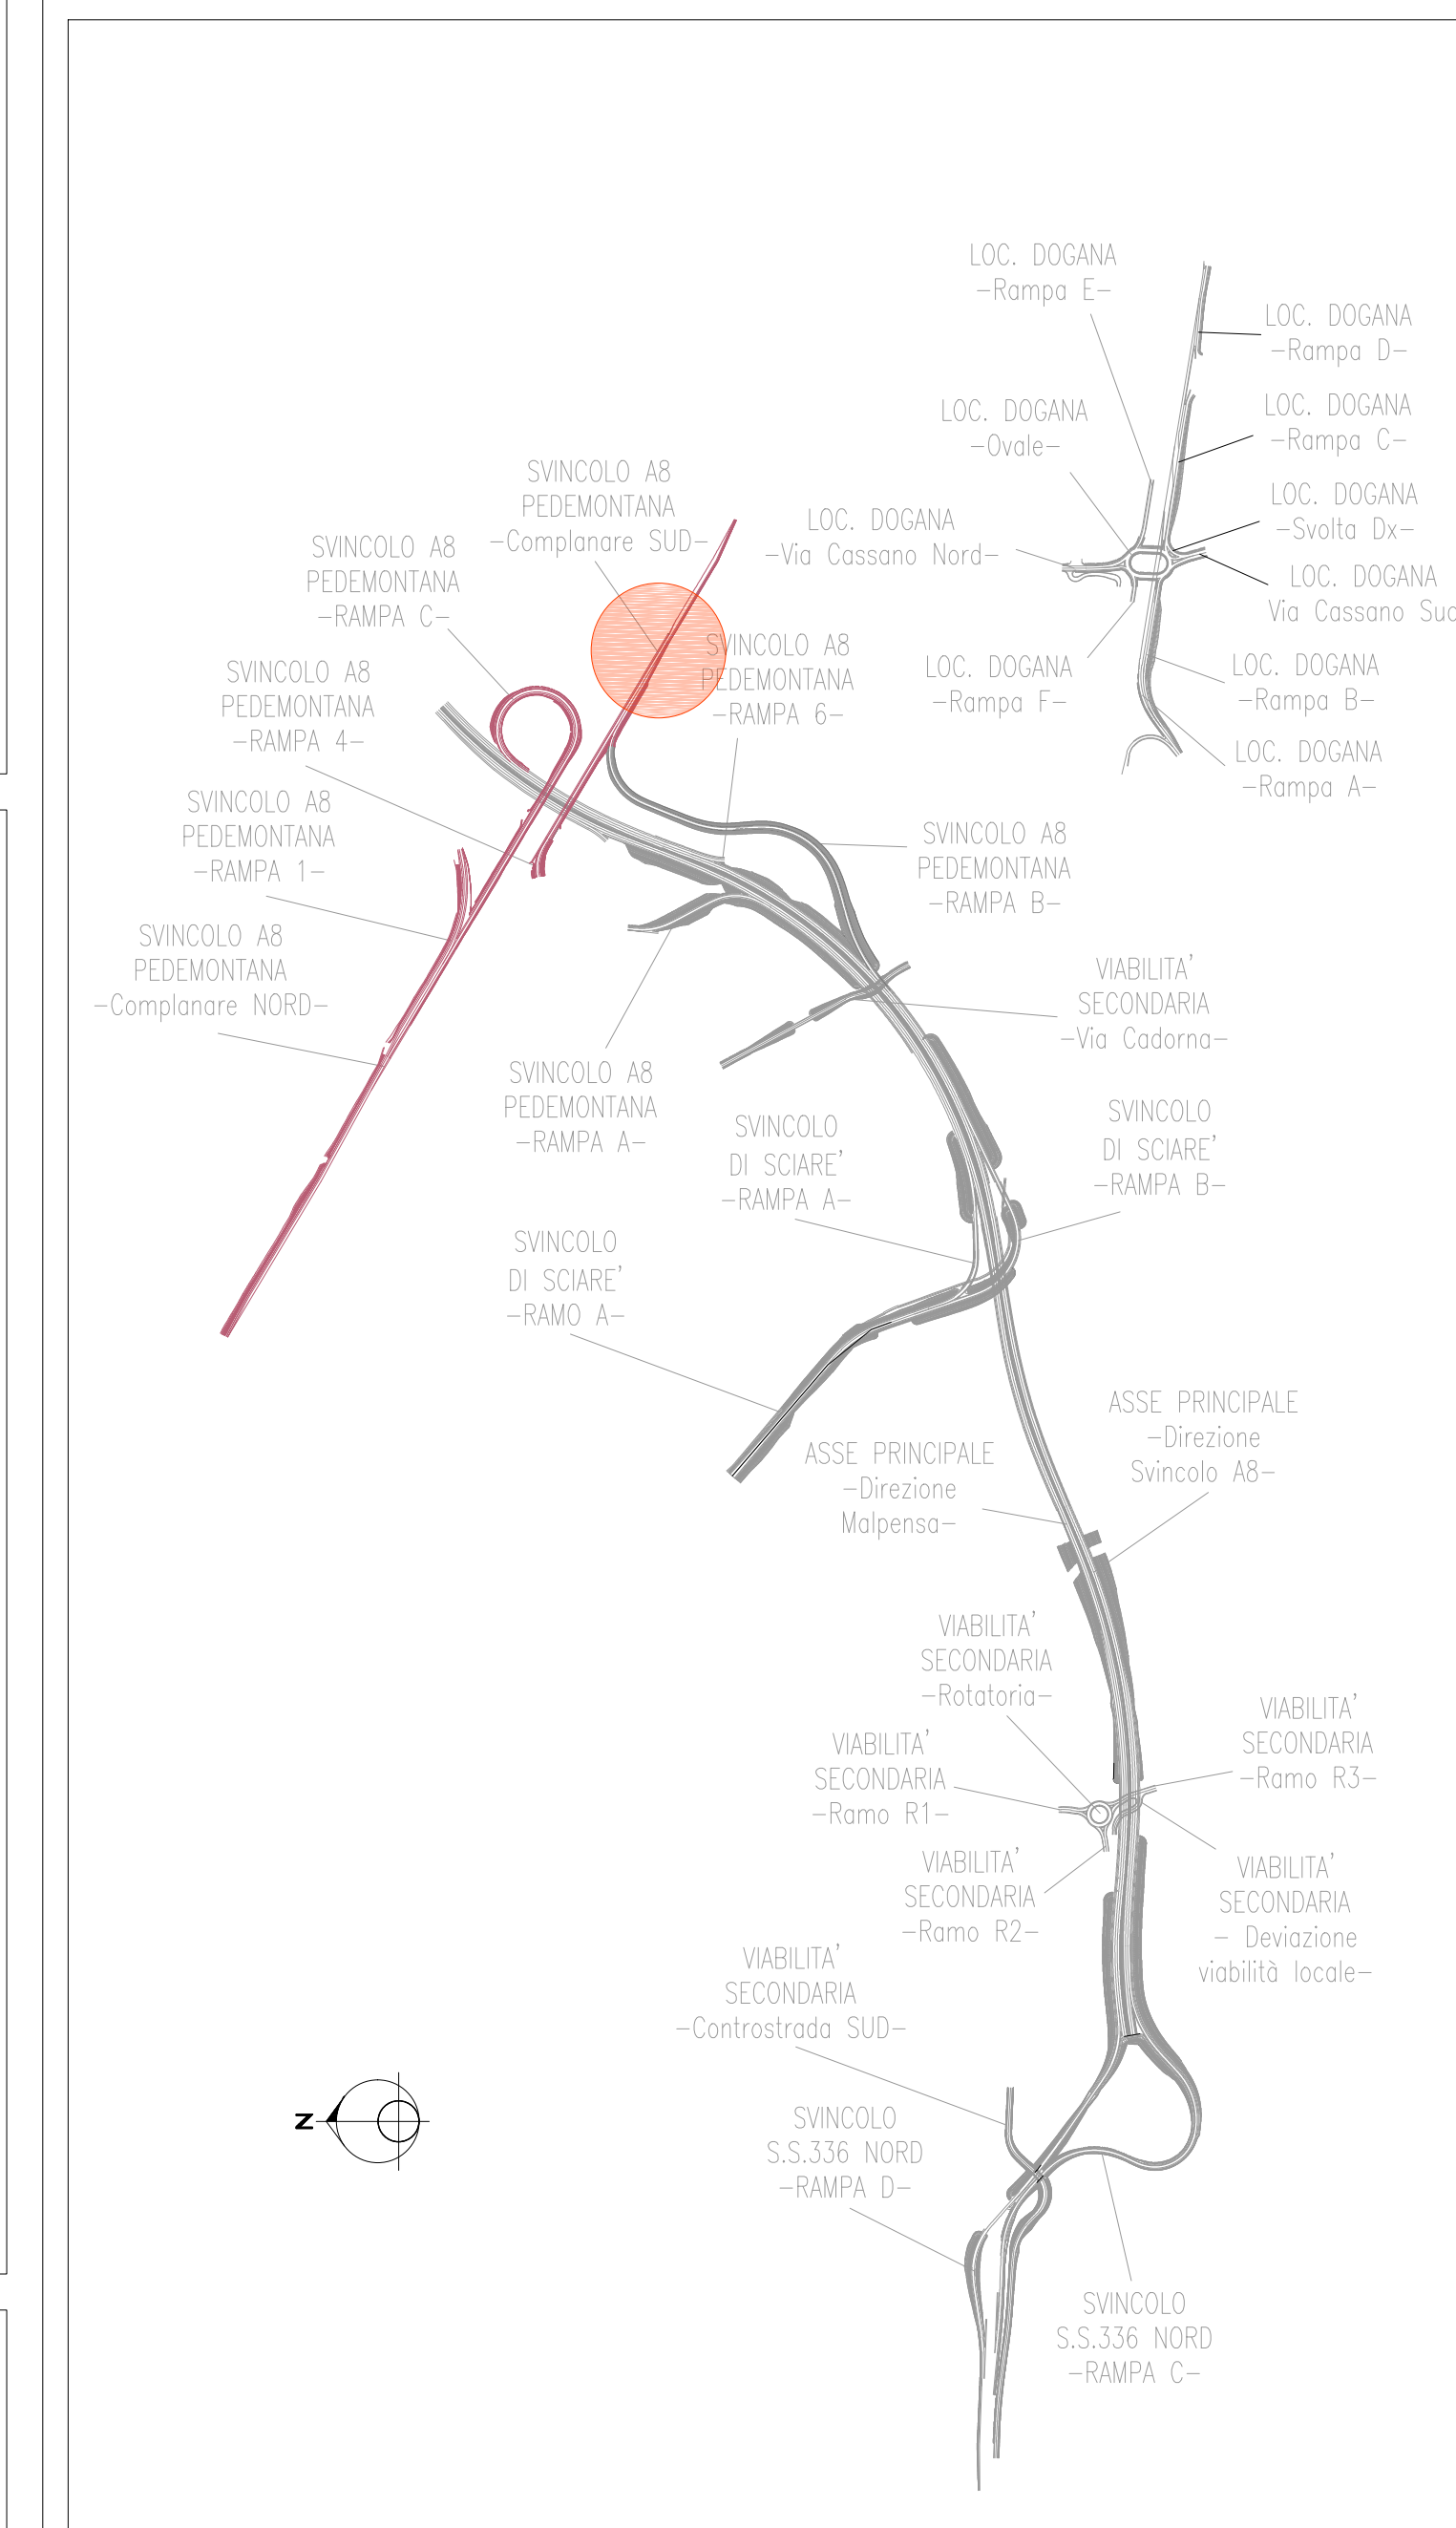 LOC. DOGANA
-Rampa E-
LOC. DOGANA
-Rampa D-
LOC. DOGANA
-Ovale-
LOC. DOGANA
-Rampa C-
SVINCOLO A8
PEDEMONTANA
-Complanare SUD-
LOC. DOGANA
-Svolta Dx-
LOC. DOGANA
-Via Cassano Nord-
SVINCOLO A8
PEDEMONTANA
-RAMPA C-
LOC. DOGANA
Via Cassano Sud
SVINCOLO A8
PEDEMONTANA
-RAMPA 6-
LOC. DOGANA
-Rampa F-
LOC. DOGANA
-Rampa B-
SVINCOLO A8
PEDEMONTANA
-RAMPA 4-
LOC. DOGANA
-Rampa A-
SVINCOLO A8
PEDEMONTANA
-RAMPA 1-
SVINCOLO A8
PEDEMONTANA
-RAMPA B-
SVINCOLO A8
PEDEMONTANA
-Complanare NORD-
VIABILITA'
SECONDARIA
-Via Cadorna-
SVINCOLO A8
PEDEMONTANA
-RAMPA A-
SVINCOLO
DI SCIARE'
-RAMPA A-
SVINCOLO
DI SCIARE'
-RAMPA B-
SVINCOLO
DI SCIARE'
-RAMO A-
ASSE PRINCIPALE
-Direzione
Svincolo A8-
ASSE PRINCIPALE
-Direzione
Malpensa-
VIABILITA'
SECONDARIA
-Rotatoria-
VIABILITA'
SECONDARIA
-Ramo R3-
VIABILITA'
SECONDARIA
-Ramo R1-
VIABILITA'
SECONDARIA
-Ramo R2-
VIABILITA'
SECONDARIA
- Deviazione
viabilità locale-
VIABILITA'
SECONDARIA
-Controstrada SUD-
N
SVINCOLO
S.S.336 NORD
-RAMPA D-
SVINCOLO
S.S.336 NORD
-RAMPA C-